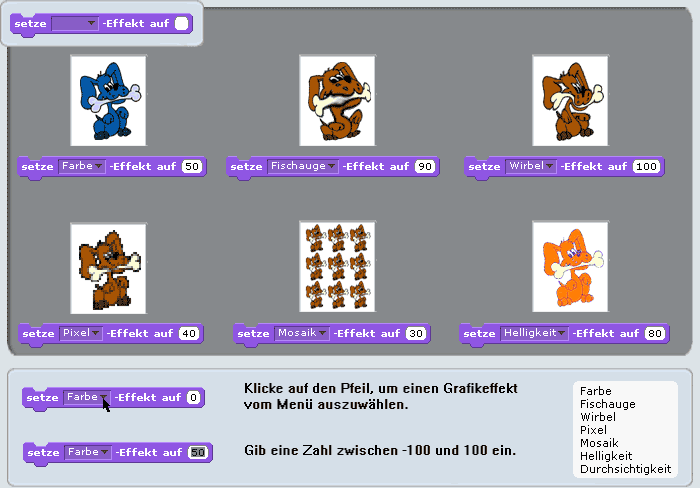 setze -Effekt auf
setze Farbe -Effekt auf 50
setze Fischauge -Effekt auf 90
setze Wirbel -Effekt auf 100
setze Pixel -Effekt auf 40
setze Mosaik -Effekt auf 30
setze Helligkeit -Effekt auf 80
setze Farbe -Effekt auf 0
Klicke auf den Pfeil, um einen Grafikeffekt
vom Menü auszuwählen.
setze Farbe -Effekt auf 50
Gib eine Zahl zwischen -100 und 100 ein.
Farbe
Fischauge
Wirbel
Pixel
Mosaik
Helligkeit
Durchsichtigkeit